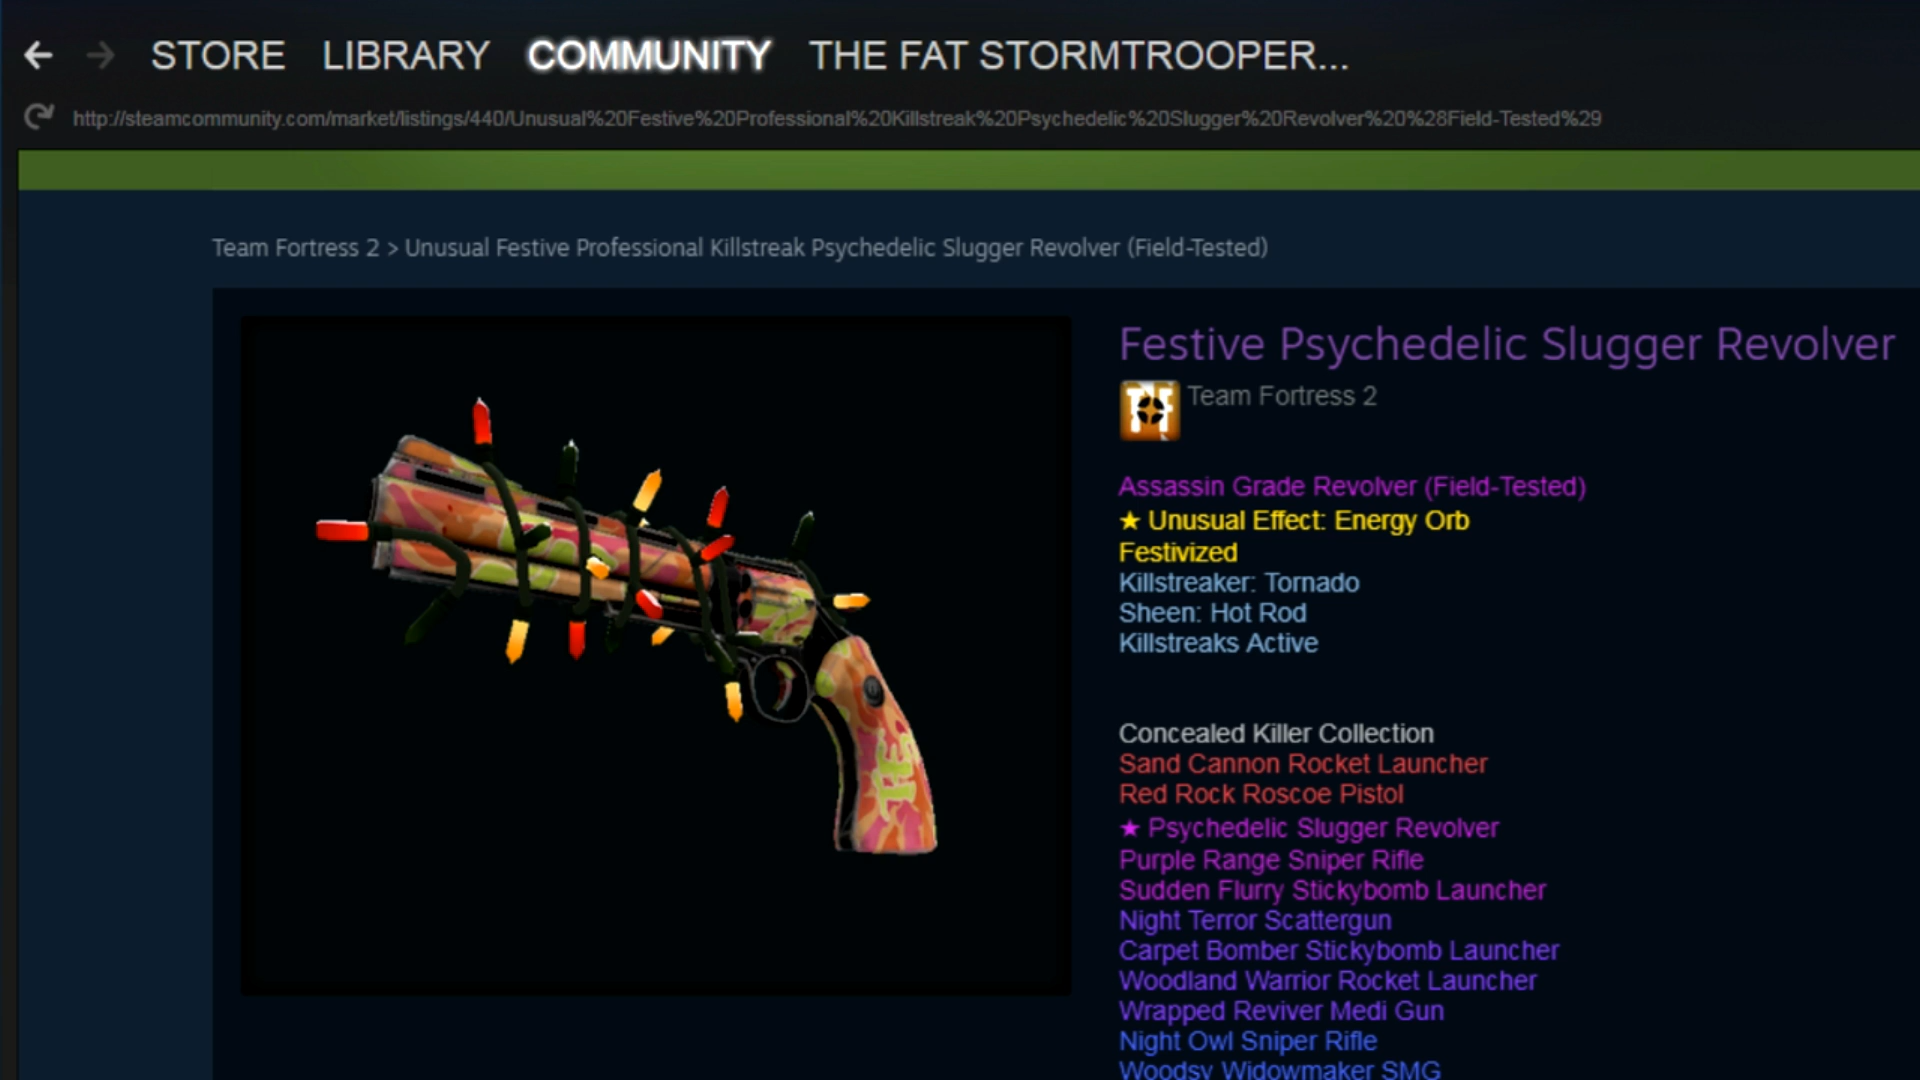 STORE LIBRARY COMMUNITY THE FAT STORMTROOPER...
http://steamcommunity.com/market/listings/440/Unusual%20Festive%20Professional%20Killstreak%20Psychedelic%20Slugger%20Revolver%20%28Field-Tested%29
Team Fortress 2 > Unusual Festive Professional Killstreak Psychedelic Slugger Revolver (Field-Tested)
Festive Psychedelic Slugger Revolver
Team Fortress 2
Assassin Grade Revolver (Field-Tested)
★ Unusual Effect: Energy Orb
Festivized
Killstreaker: Tornado
Sheen: Hot Rod
Killstreaks Active
Concealed Killer Collection
Sand Cannon Rocket Launcher
Red Rock Roscoe Pistol
★ Psychedelic Slugger Revolver
Purple Range Sniper Rifle
Sudden Flurry Stickybomb Launcher
Night Terror Scattergun
Carpet Bomber Stickybomb Launcher
Woodland Warrior Rocket Launcher
Wrapped Reviver Medi Gun
Night Owl Sniper Rifle
Woodsy Widowmaker SMG